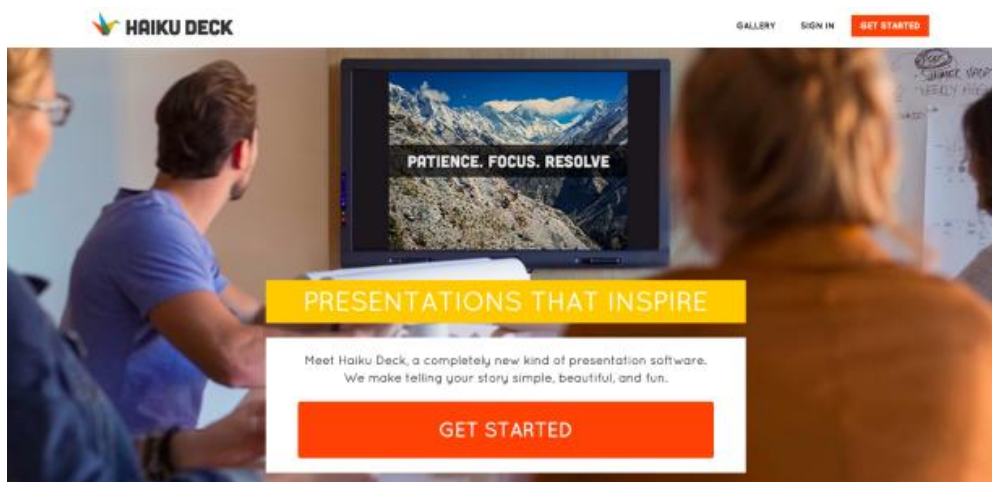 HAIKU DECK
GALLERY SIGN IN GET STARTED
PATIENCE. FOCUS. RESOLVE
PRESENTATIONS THAT INSPIRE
Meet Haiku Deck, a completely new kind of presentation software.
We make telling your story simple, beautiful, and fun.
GET STARTED